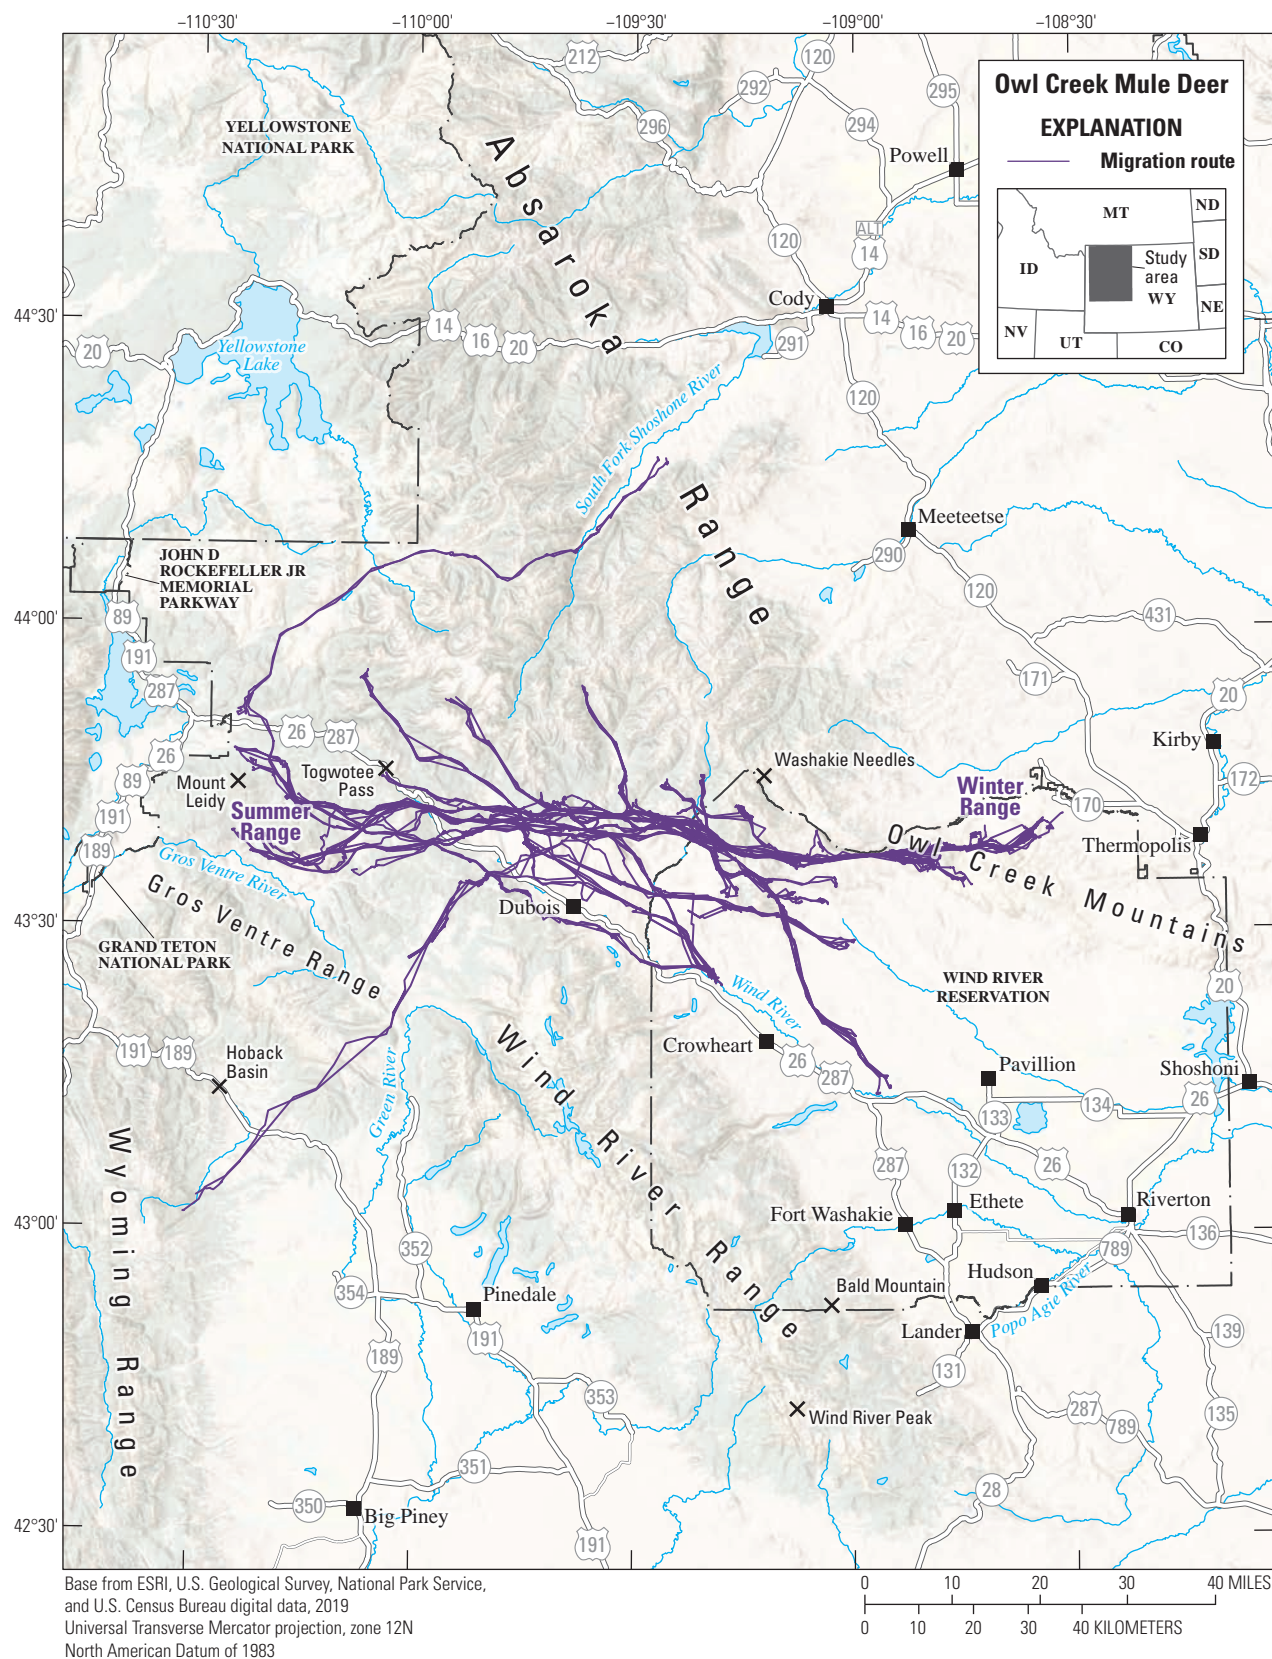 −110°30'
−110°00'
−109°30'
−109°00'
−108°30'
Owl Creek Mule Deer
EXPLANATION
Migration route
MT
ND
ID
SD
Study
area
WY
NE
NV
UT
CO
212
120
292
295
296
294
YELLOWSTONE
NATIONAL PARK
Absaroka
Powell
120
ALT
14
Cody
44°30'
14
16
20
14
16
20
291
20
Yellowstone
Lake
120
South Fork Shoshone River
Range
Meeteetse
290
JOHN D
ROCKEFELLER JR
MEMORIAL
PARKWAY
120
44°00'
89
431
191
171
287
20
26
287
Kirby
26
Togwotee
Pass
Washakie Needles
172
89
Mount
Leidy
Winter
Range
170
191
Summer
Range
Owl Creek Mountains
Thermopolis
189
Gros Ventre River
Gros Ventre Range
Dubois
43°30'
GRAND TETON
NATIONAL PARK
WIND RIVER
RESERVATION
Wind River
20
Wind River Range
Crowheart
191
189
Hoback
Basin
26
287
Pavillion
Shoshoni
Green River
133
134
26
Wyoming Range
287
132
26
Ethete
Riverton
43°00'
Fort Washakie
136
352
789
Hudson
354
Pinedale
Bald Mountain
Popo Agie River
191
Lander
139
189
131
353
Wind River Peak
287
789
135
351
28
350
Big Piney
42°30'
191
Base from ESRI, U.S. Geological Survey, National Park Service,
and U.S. Census Bureau digital data, 2019
Universal Transverse Mercator projection, zone 12N
North American Datum of 1983
0 10 20 30 40 MILES
0 10 20 30 40 KILOMETERS